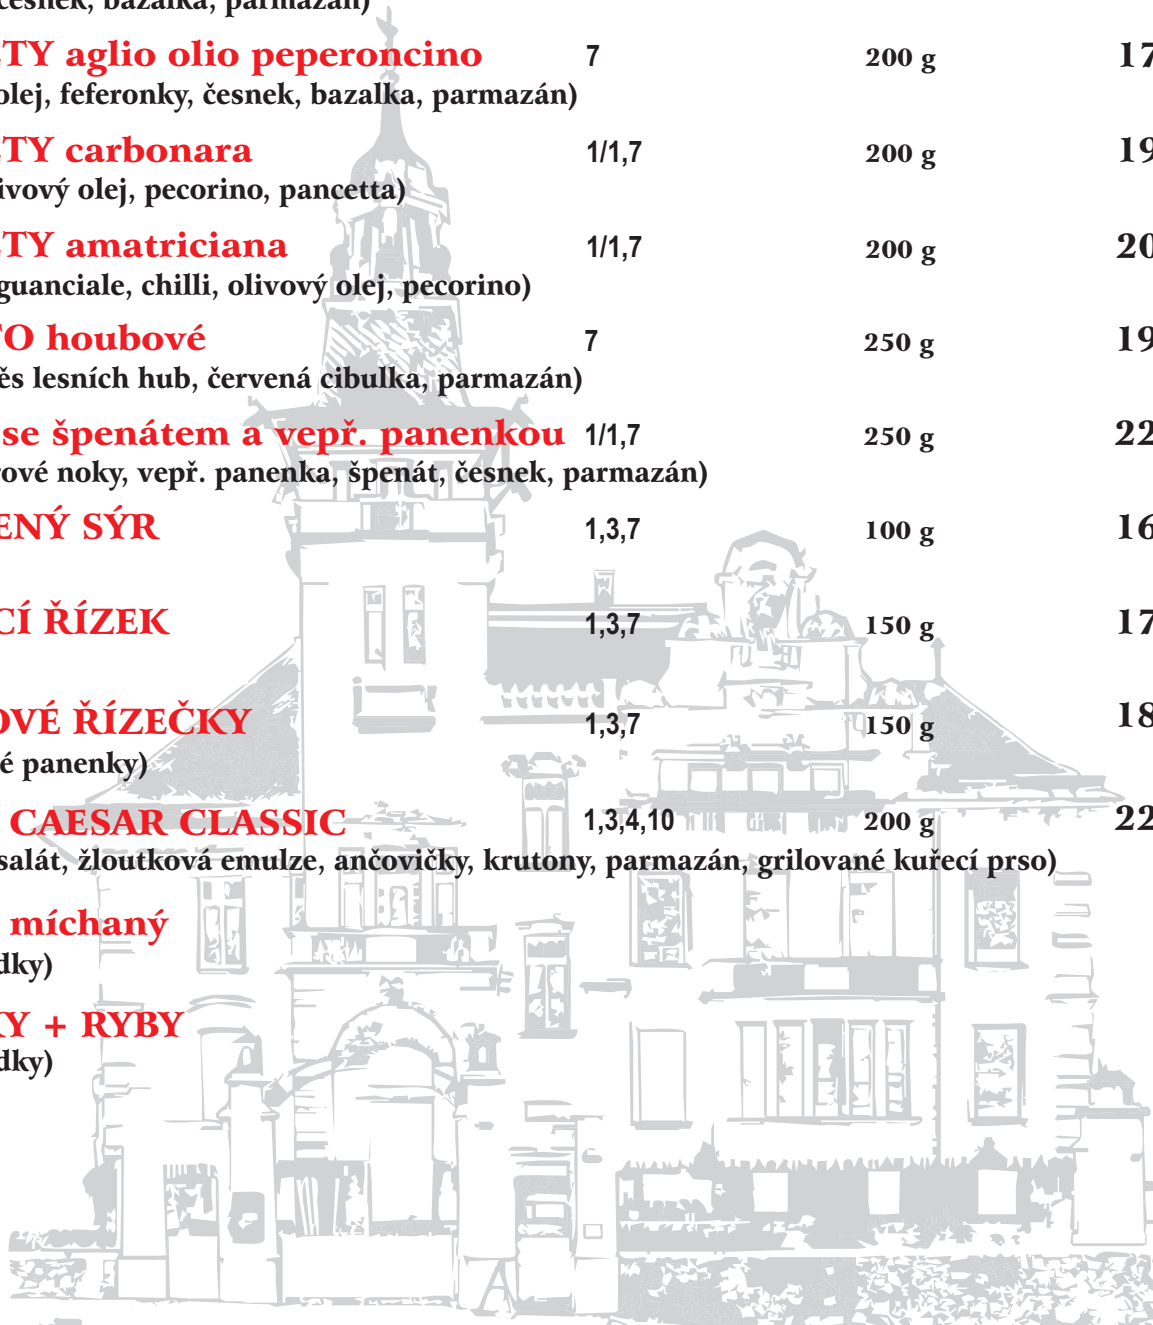 česnek, bazalka, parmazán)
TY aglio olio peperoncino 7 200 g 17
olej, feferonky, česnek, bazalka, parmazán)
TY carbonara 1/1,7 200 g 19
ivový olej, pecorino, pancetta)
TY amatriciana 1/1,7 200 g 20
guanciale, chilli, olivový olej, pecorino)
O houbové 7 250 g 19
ěs lesních hub, červená cibulka, parmazán)
se špenátem a vepř. panenkou 1/1,7 250 g 22
rové noky, vepř. panenka, špenát, česnek, parmazán)
ENÝ SÝR 1,3,7 100 g 16
CÍ ŘÍZEK 1,3,7 150 g 17
OVÉ ŘÍZEČKY 1,3,7 150 g 18
é panenky)
CAESAR CLASSIC 1,3,4,10 200 g 22
salát, žloutková emulze, ančovičky, krutony, parmazán, grilované kuřecí prso)
míchaný
dky)
KY + RYBY
dky)